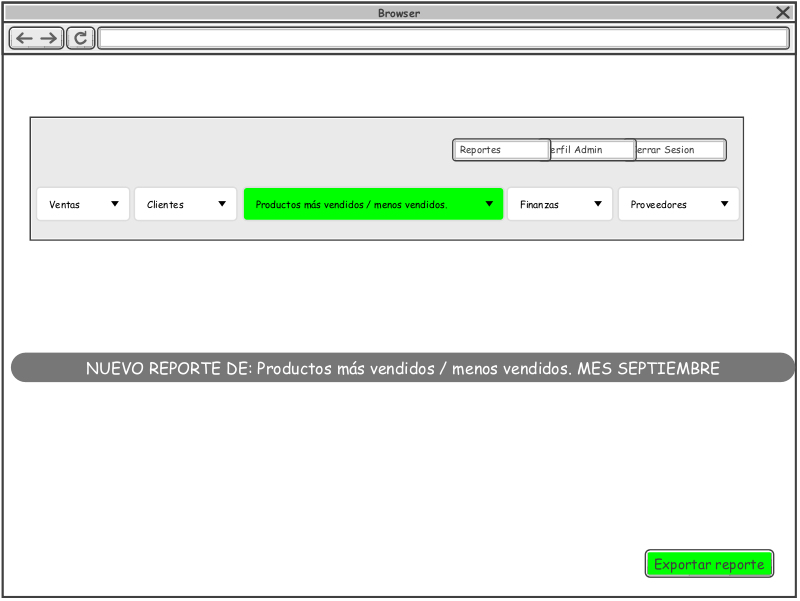 Browser
Reportes erfil Admin errar Sesion
Ventas Clientes Productos más vendidos / menos vendidos. Finanzas Proveedores
NUEVO REPORTE DE: Productos más vendidos / menos vendidos. MES SEPTIEMBRE
Exportar reporte